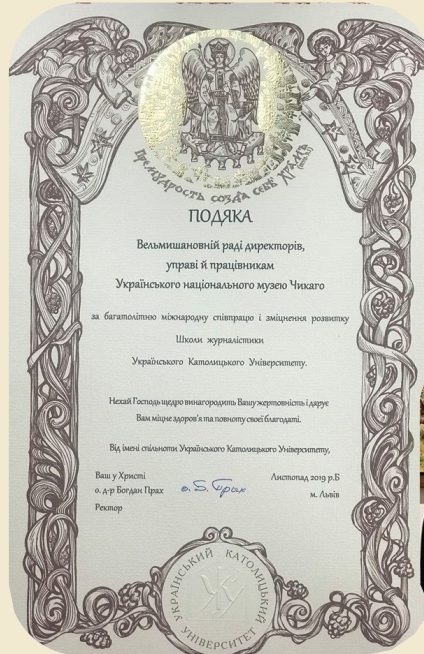 Премудрость созда себѣ
ПОДЯКА
Вельмишановній раді директорів,
управі й працівникам
Українського національного музею Чикаго
за багатолітню міжнародну співпрацю і зміцнення розвитку
Школи журналістики
Українського Католицького Університету.
Нехай Господь щедро винагородить Вашу жертовність і дарує
Вам міцне здоров'я та повноту своєї благодаті.
Від імені спільноти Українського Католицького Університету,
Ваш у Христі
Листопад 2019 р.Б
о. д-р Богдан Прах
о. Б. Прах
м. Львів
Ректор
УКРАЇНСЬКИЙ КАТОЛИЦЬКИЙ
УНІВЕРСИТЕТ